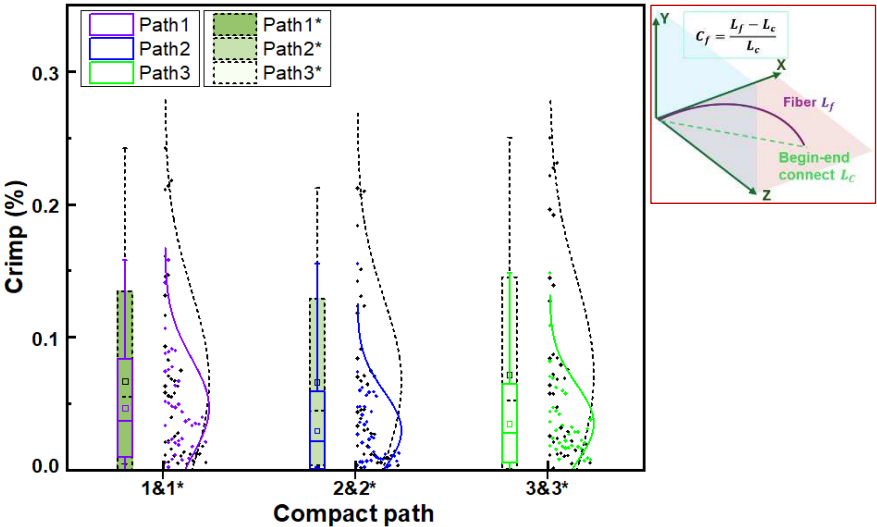 Path1
Path2
Path3
Path1*
Path2*
Path3*
Crimp (%)
0.3
0.2
0.1
0.0
1&1*
2&2*
3&3*
Compact path
Y
C_f = (L_f − L_c) / L_c
X
Fiber L_f
Begin-end
connect L_C
Z